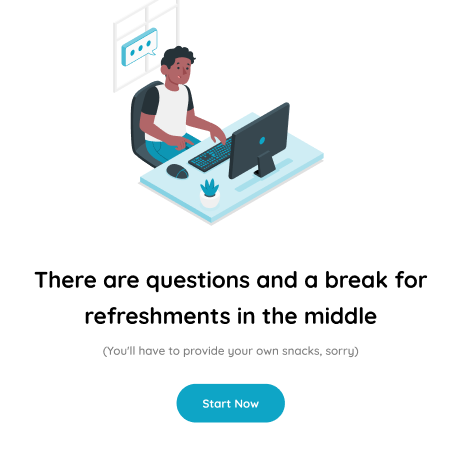 There are questions and a break for
refreshments in the middle
(You'll have to provide your own snacks, sorry)
Start Now